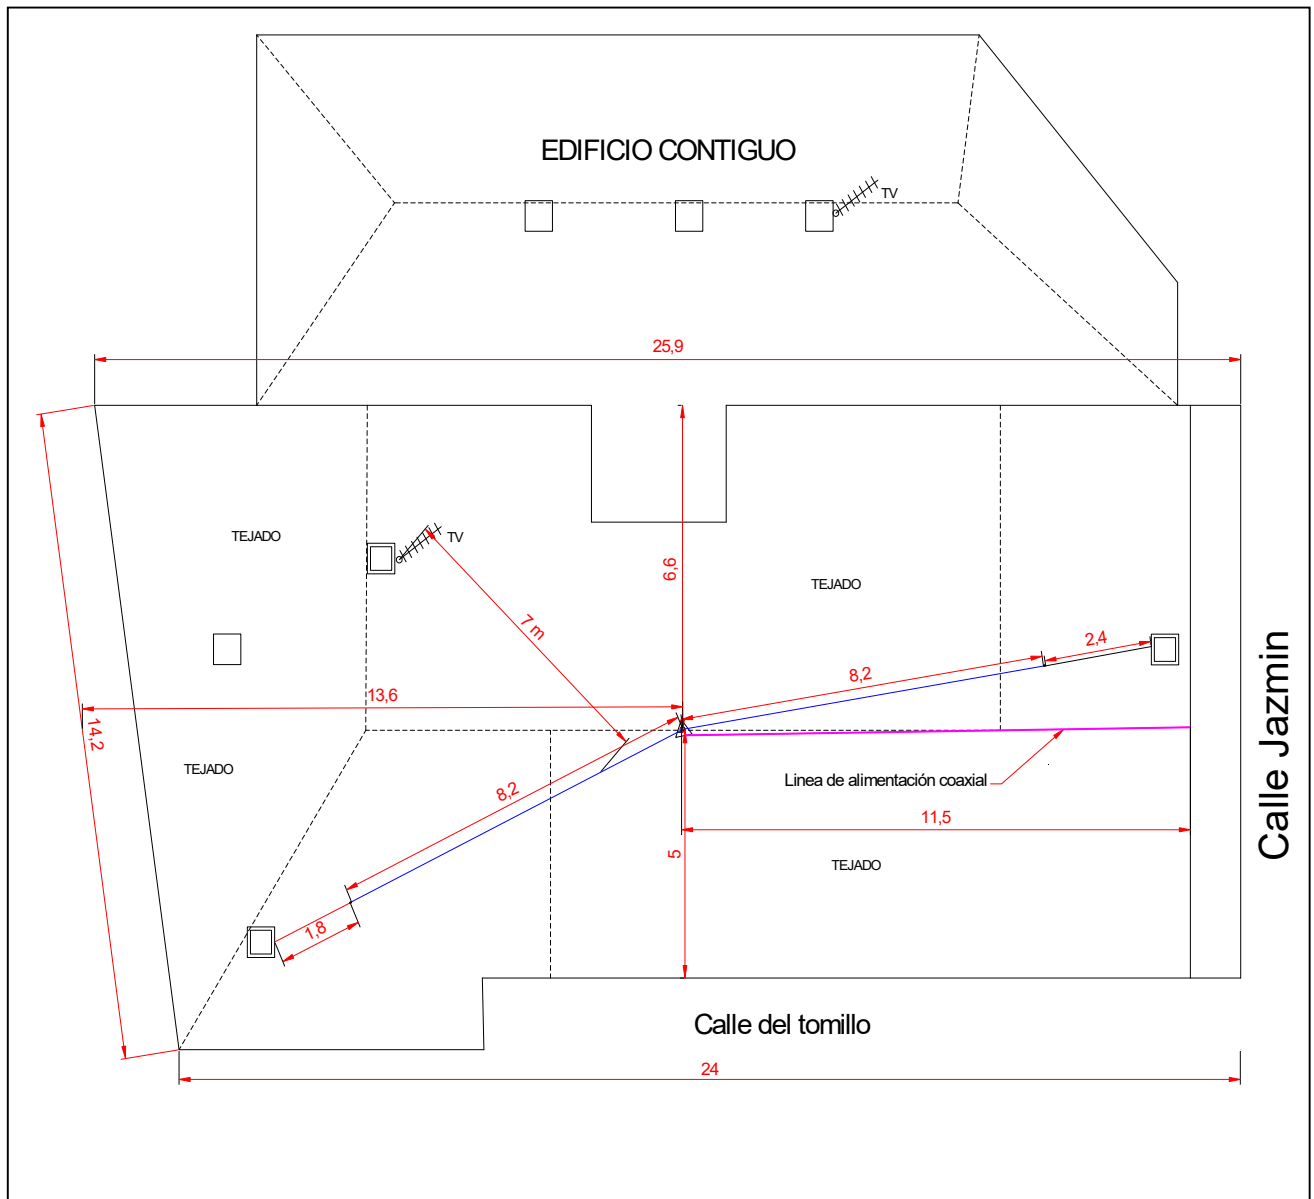 EDIFICIO CONTIGUO
TV
25,9
TEJADO
TV
6,6
TEJADO
7 m
2,4
8,2
13,6
14,2
TEJADO
8,2
Linea de alimentación coaxial
11,5
5
TEJADO
1,8
Calle Jazmin
Calle del tomillo
24